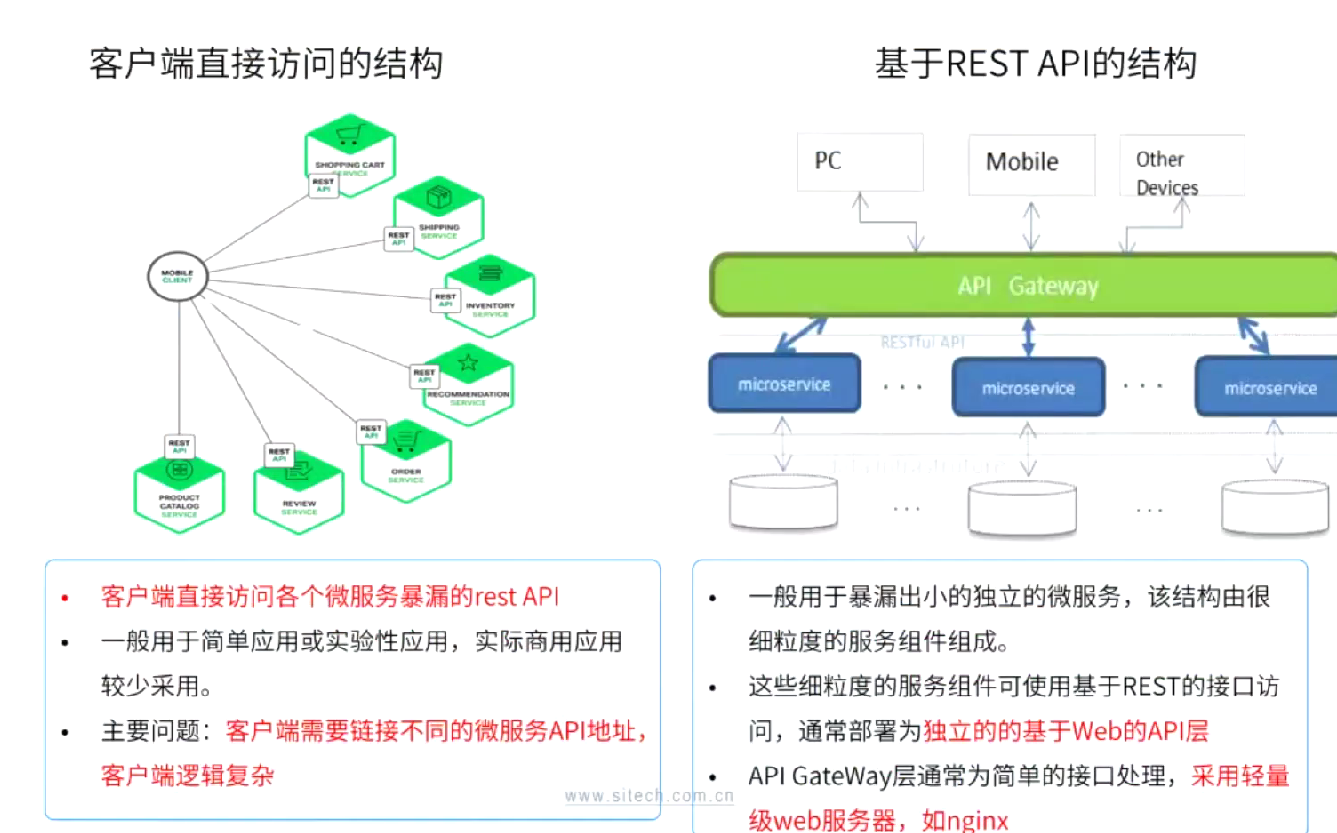 客户端直接访问的结构
SHOPPING CART
SERVICE
REST
API
SHIPPING
SERVICE
REST
API
MOBILE
CLIENT
INVENTORY
SERVICE
REST
API
RECOMMENDATION
SERVICE
REST
API
ORDER
SERVICE
REST
API
REVIEW
SERVICE
REST
API
PRODUCT
CATALOG
SERVICE
REST
API
客户端直接访问各个微服务暴漏的rest API
一般用于简单应用或实验性应用，实际商用应用
较少采用。
主要问题：客户端需要链接不同的微服务API地址，
客户端逻辑复杂
基于REST API的结构
PC
Mobile
Other
Devices
API Gateway
RESTful API
microservice
...
microservice
...
microservice
...
...
一般用于暴漏出小的独立的微服务，该结构由很
细粒度的服务组件组成。
这些细粒度的服务组件可使用基于REST的接口访
问，通常部署为独立的的基于Web的API层
API GateWay层通常为简单的接口处理，采用轻量
级web服务器，如nginx
www.sitech.com.cn